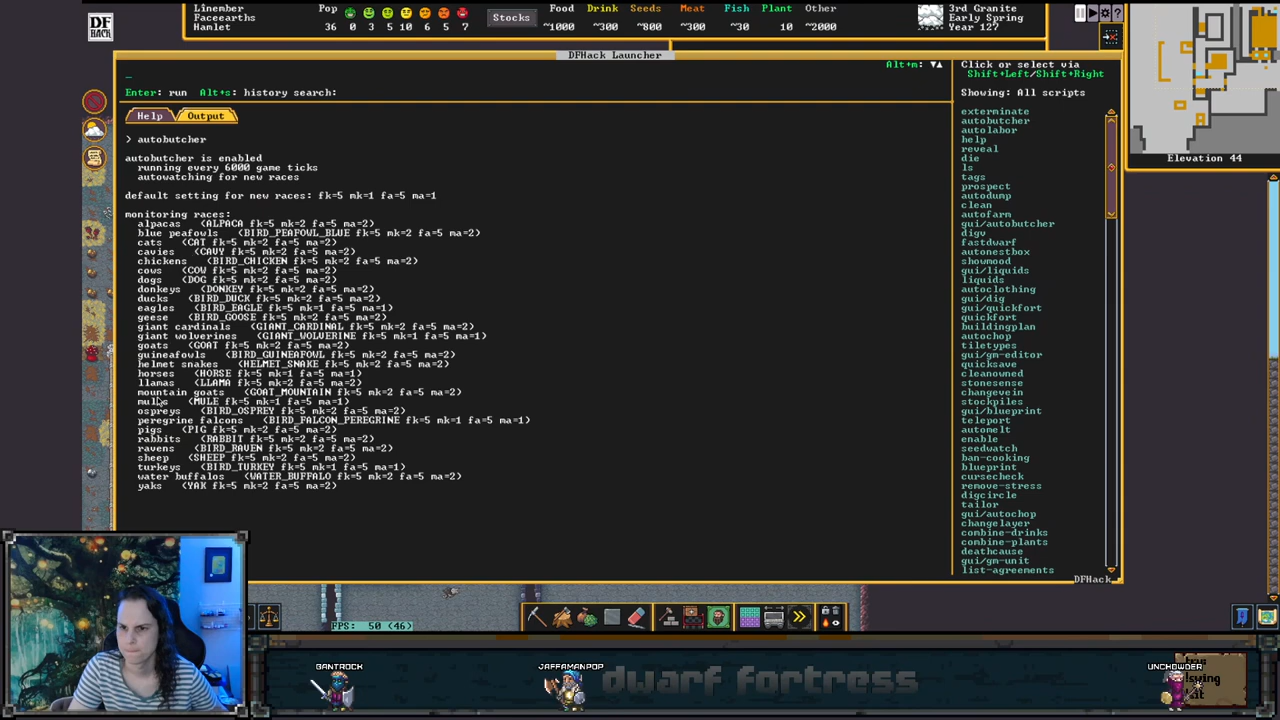 DF
HACK
Linember
Faceearths
Hamlet
Pop
36 0 3 5 10 6 5 7
Stocks
Food Drink Seeds Meat Fish Plant Other
~1000 ~300 ~800 ~300 ~30 10 ~2000
3rd Granite
Early Spring
Year 127
Elevation 44
DFHack Launcher
Alt+m:
Enter: run Alt+s: history search:
Help Output
> autobutcher
autobutcher is enabled
running every 6000 game ticks
autowatching for new races
default setting for new races: fk=5 mk=1 fa=5 ma=1
monitoring races:
alpacas (ALPACA fk=5 mk=2 fa=5 ma=2)
blue peafowls (BIRD_PEAFOWL_BLUE fk=5 mk=2 fa=5 ma=2)
cats (CAT fk=5 mk=2 fa=5 ma=2)
cavies (CAVY fk=5 mk=2 fa=5 ma=2)
chickens (BIRD_CHICKEN fk=5 mk=2 fa=5 ma=2)
cows (COW fk=5 mk=2 fa=5 ma=2)
dogs (DOG fk=5 mk=2 fa=5 ma=2)
donkeys (DONKEY fk=5 mk=2 fa=5 ma=2)
ducks (BIRD_DUCK fk=5 mk=2 fa=5 ma=2)
eagles (BIRD_EAGLE fk=5 mk=1 fa=5 ma=1)
geese (BIRD_GOOSE fk=5 mk=2 fa=5 ma=2)
giant cardinals (GIANT_CARDINAL fk=5 mk=2 fa=5 ma=2)
giant wolverines (GIANT_WOLVERINE fk=5 mk=1 fa=5 ma=1)
goats (GOAT fk=5 mk=2 fa=5 ma=2)
guineafowls (BIRD_GUINEAFOWL fk=5 mk=2 fa=5 ma=2)
helmet snakes (HELMET_SNAKE fk=5 mk=2 fa=5 ma=2)
horses (HORSE fk=5 mk=1 fa=5 ma=1)
llamas (LLAMA fk=5 mk=2 fa=5 ma=2)
mountain goats (GOAT_MOUNTAIN fk=5 mk=2 fa=5 ma=2)
mules (MULE fk=5 mk=1 fa=5 ma=1)
ospreys (BIRD_OSPREY fk=5 mk=2 fa=5 ma=2)
peregrine falcons (BIRD_FALCON_PEREGRINE fk=5 mk=1 fa=5 ma=1)
pigs (PIG fk=5 mk=2 fa=5 ma=2)
rabbits (RABBIT fk=5 mk=2 fa=5 ma=2)
ravens (BIRD_RAVEN fk=5 mk=2 fa=5 ma=2)
sheep (SHEEP fk=5 mk=2 fa=5 ma=2)
turkeys (BIRD_TURKEY fk=5 mk=1 fa=5 ma=1)
water buffalos (WATER_BUFFALO fk=5 mk=2 fa=5 ma=2)
yaks (YAK fk=5 mk=2 fa=5 ma=2)
Click or select via
Shift+Left/Shift+Right
Showing: All scripts
exterminate
autobutcher
autolabor
help
reveal
die
ls
tags
prospect
autodump
clean
autofarm
gui/autobutcher
digv
fastdwarf
autonestbox
showmood
gui/liquids
liquids
autoclothing
gui/dig
gui/quickfort
quickfort
buildingplan
autochop
tiletypes
gui/gm-editor
quicksave
cleanowned
stonesense
changevein
stockpiles
gui/blueprint
teleport
automelt
enable
seedwatch
ban-cooking
blueprint
cursecheck
remove-stress
digcircle
tailor
gui/autochop
changelayer
combine-drinks
combine-plants
deathcause
gui/gm-unit
list-agreements
DFHack
FPS: 50 (46)
BANTROCK
JAFFAMANPOP
UNCHOWDER
dwarf fortress